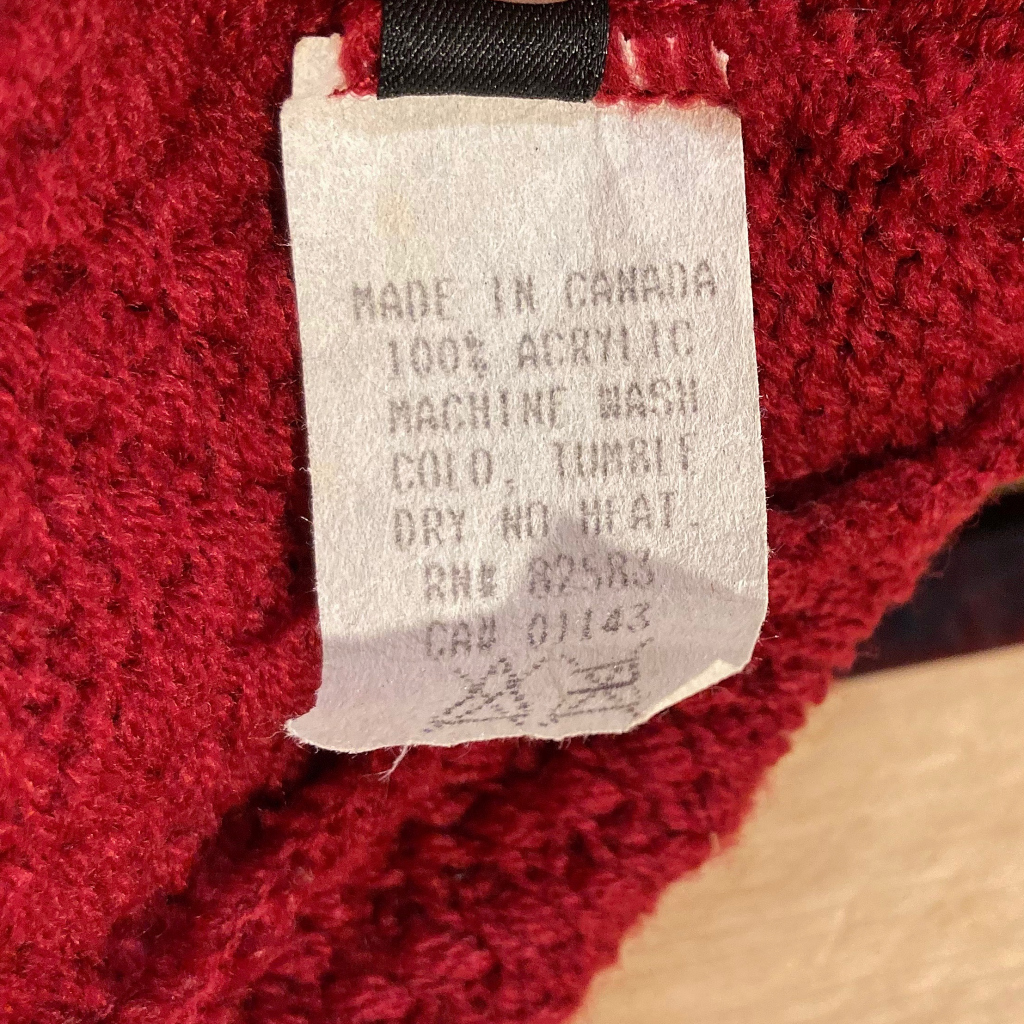 MADE IN CANADA
100% ACRYLIC
MACHINE WASH
COLD, TUMBLE
DRY NO HEAT.
RN# 82583
CA# 01143